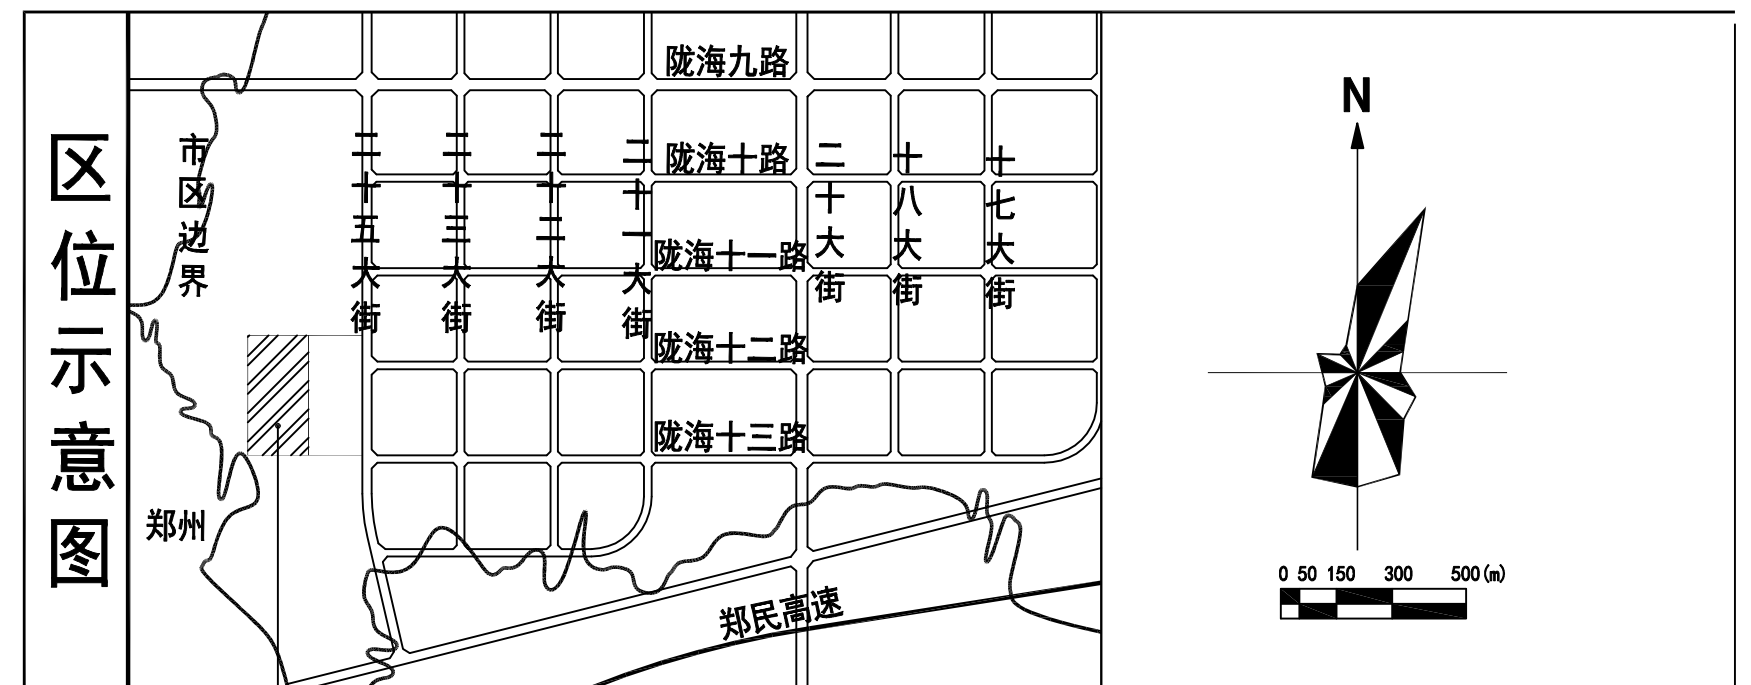 区位示意图
市区边界
郑州
陇海九路
陇海十路
陇海十一路
陇海十二路
陇海十三路
二十五大街
二十三大街
二十二大街
二十一大街
二十大街
十八大街
十七大街
郑民高速
N
0 50 150 300 500(m)